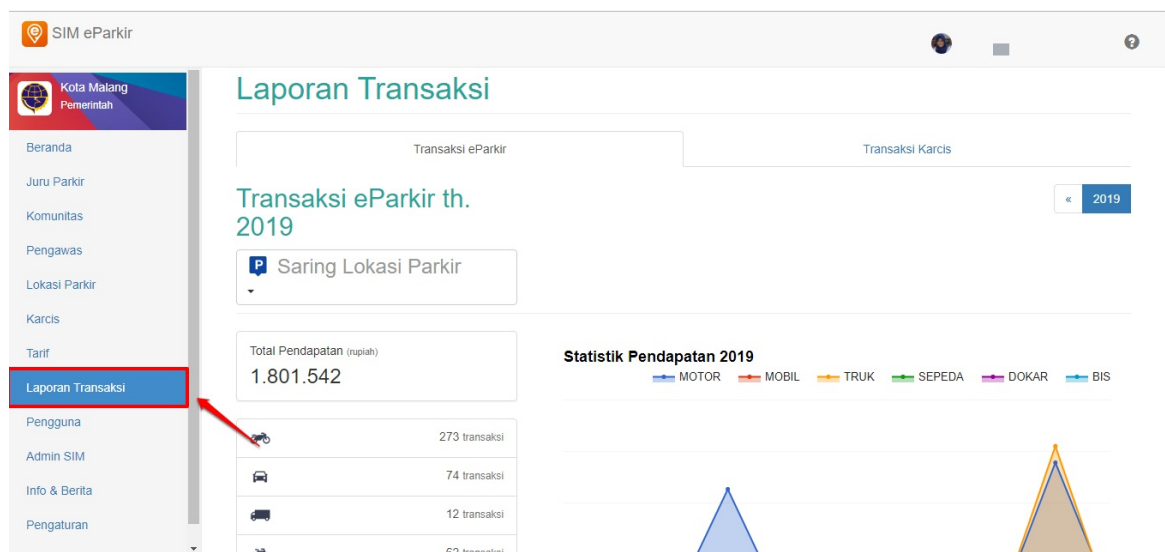 SIM eParkir
Kota Malang
Pemerintah
Beranda
Juru Parkir
Komunitas
Pengawas
Lokasi Parkir
Karcis
Tarif
Laporan Transaksi
Pengguna
Admin SIM
Info & Berita
Pengaturan
Laporan Transaksi
Transaksi eParkir
Transaksi Karcis
Transaksi eParkir th.
2019
« 2019
P Saring Lokasi Parkir
Total Pendapatan (rupiah)
1.801.542
273 transaksi
74 transaksi
12 transaksi
62 transaksi
Statistik Pendapatan 2019
MOTOR MOBIL TRUK SEPEDA DOKAR BIS